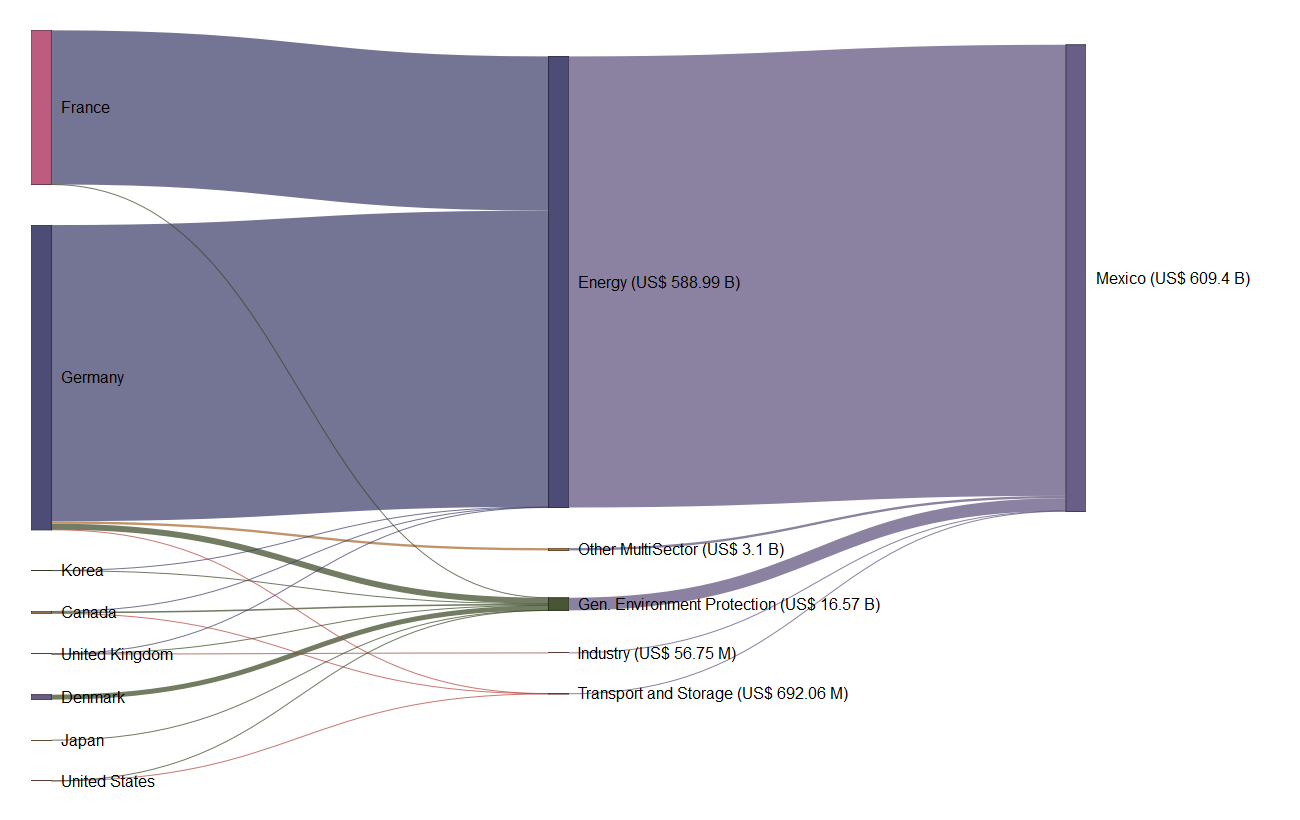 France
Germany
Korea
Canada
United Kingdom
Denmark
Japan
United States
Energy (US$ 588.99 B)
Other MultiSector (US$ 3.1 B)
Gen. Environment Protection (US$ 16.57 B)
Industry (US$ 56.75 M)
Transport and Storage (US$ 692.06 M)
Mexico (US$ 609.4 B)